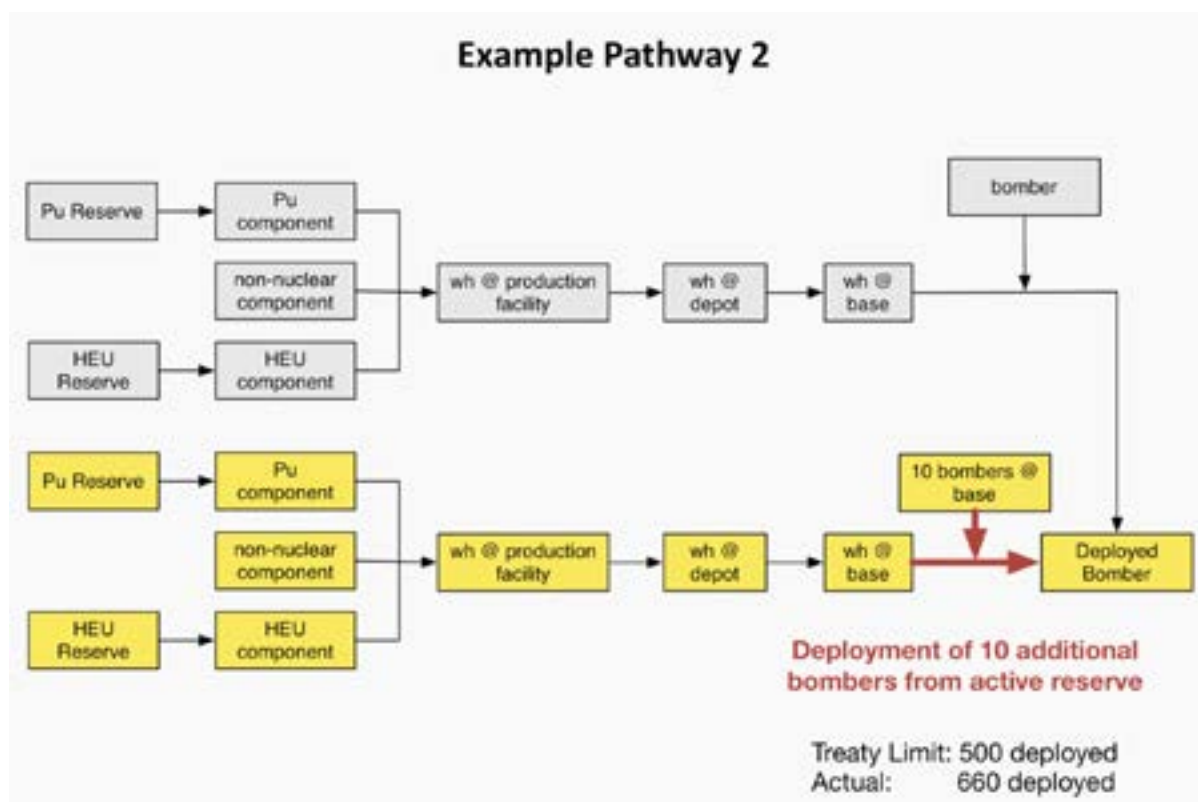 Example Pathway 2
bomber
Pu Reserve
Pu
component
non-nuclear
component
wh @ production
facility
wh @
depot
wh @
base
HEU
Reserve
HEU
component
Pu Reserve
Pu
component
10 bombers @
base
non-nuclear
component
wh @ production
facility
wh @
depot
wh @
base
Deployed
Bomber
HEU
Reserve
HEU
component
Deployment of 10 additional
bombers from active reserve
Treaty Limit: 500 deployed
Actual: 660 deployed